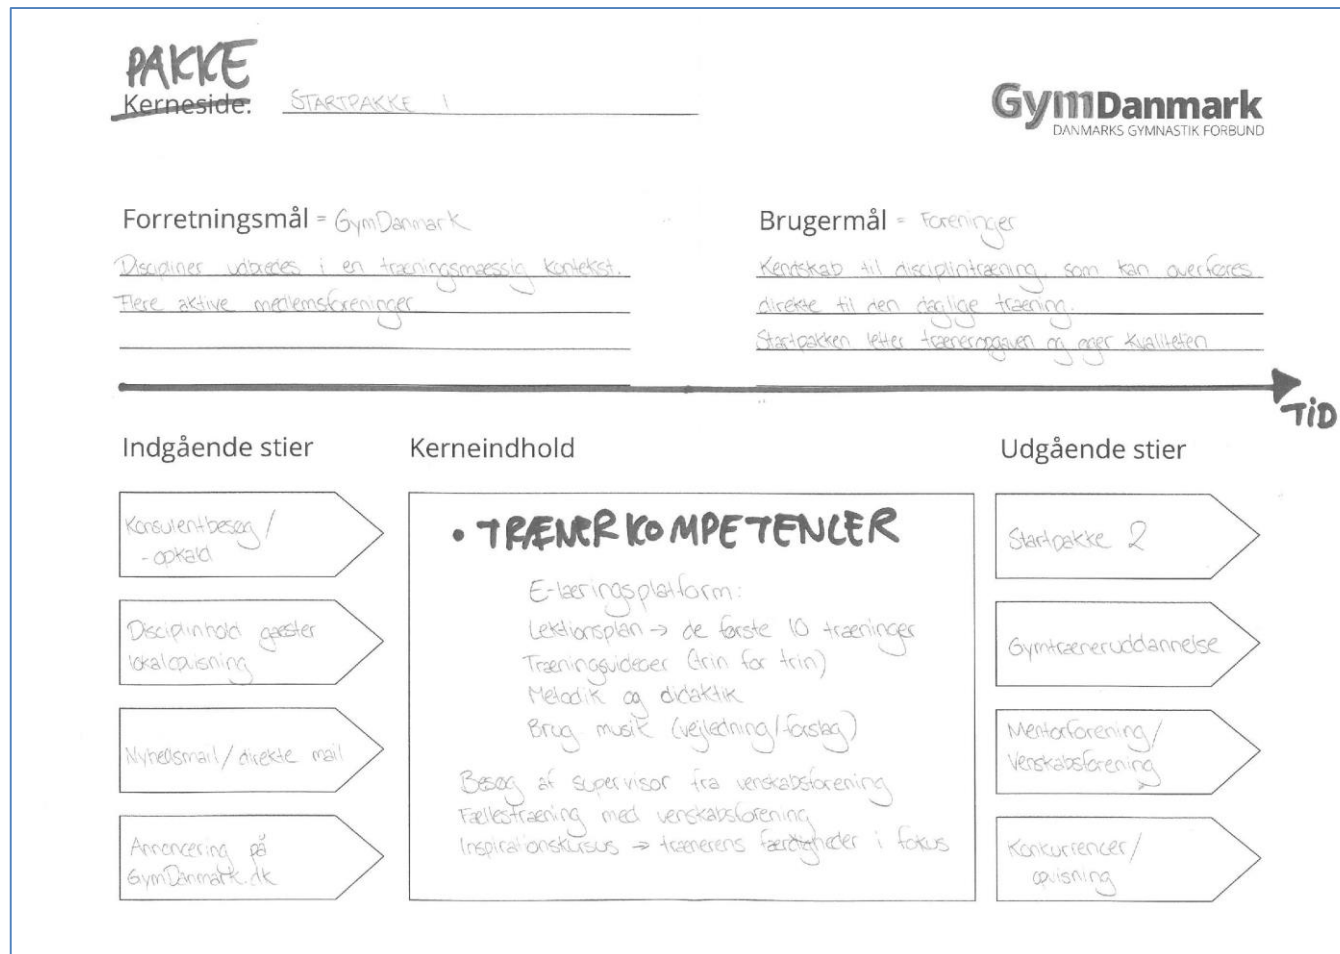 PAKKE
Kerneside: STARTPAKKE 1
GymDanmark
DANMARKS GYMNASTIK FORBUND
Forretningsmål = GymDanmark
Discipliner udbredes i en træningsmæssig kontekst.
Flere aktive medlemsforeninger
Brugermål = Foreninger
Kendskab til disciplintræning, som kan overføres
direkte til den daglige træning.
Startpakken letter træneropgaven og øger kvaliteten
TID
Indgående stier
Konsulentbesøg/
-opkald
Disciplinhold gæster
lokalopvisning
Nyhedsmail/direkte mail
Annoncering på
GymDanmark.dk
Kerneindhold
• TRÆNERKOMPETENCER
E-læringsplatform:
Lektionsplan → de første 10 træninger
Træningsvideoer (trin for trin)
Metodik og didaktik
Brug musik (vejledning/forslag)
Besøg af supervisor fra venskabsforening
Fællestræning med venskabsforening
Inspirationskursus → trænerens færdigheder i fokus
Udgående stier
Startpakke 2
Gymtræneruddannelse
Mentorforening/
Venskabsforening
Konkurrencer/
opvisning